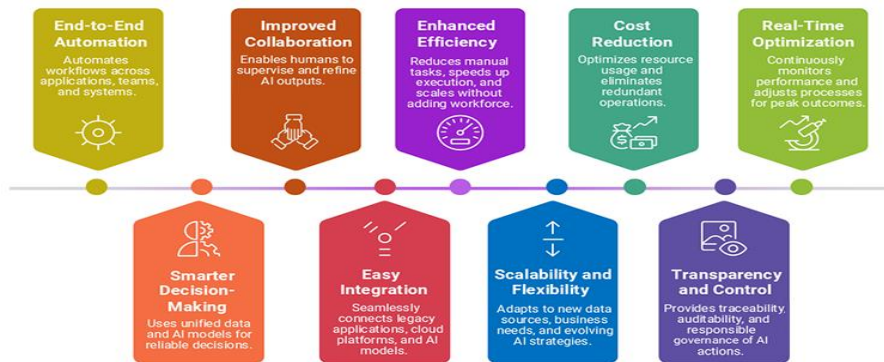 End-to-End
Automation
Automates
workflows across
applications, teams,
and systems.
Improved
Collaboration
Enables humans to
supervise and refine
AI outputs.
Enhanced
Efficiency
Reduces manual
tasks, speeds up
execution, and
scales without
adding workforce.
Cost
Reduction
Optimizes resource
usage and
eliminates
redundant
operations.
Real-Time
Optimization
Continuously
monitors
performance and
adjusts processes
for peak outcomes.
Smarter
Decision-
Making
Uses unified data
and AI models for
reliable decisions.
Easy
Integration
Seamlessly
connects legacy
applications, cloud
platforms, and AI
models.
Scalability and
Flexibility
Adapts to new data
sources, business
needs, and evolving
AI strategies.
Transparency
and Control
Provides traceability,
auditability, and
responsible
governance of AI
actions.